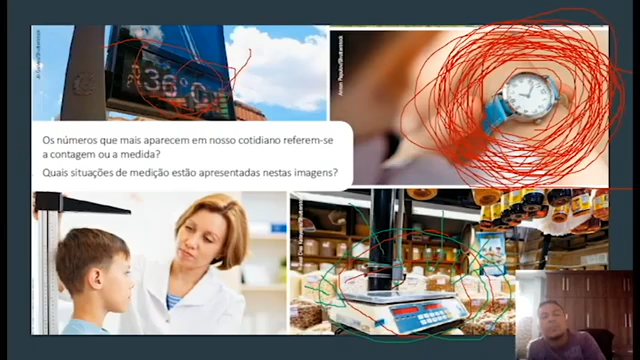 36°C
Os números que mais aparecem em nosso cotidiano referem-se
a contagem ou a medida?
Quais situações de medição estão apresentadas nestas imagens?